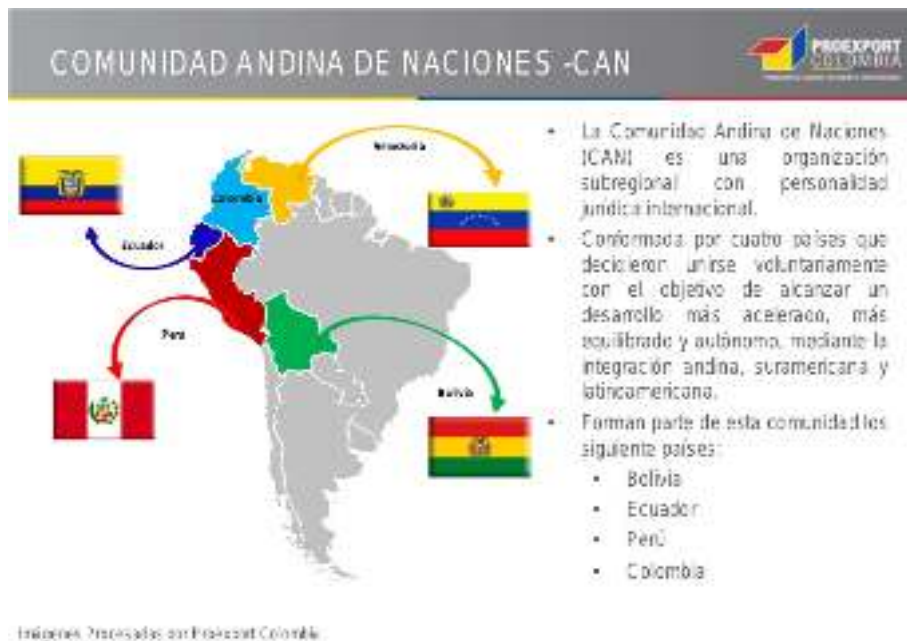 COMUNIDAD ANDINA DE NACIONES -CAN
PROEXPORT
COLOMBIA
Venezuela
Colombia
Ecuador
Perú
Bolivia
• La Comunidad Andina de Naciones
(CAN) es una organización
subregional con personalidad
jurídica internacional.
• Conformada por cuatro países que
decidieron unirse voluntariamente
con el objetivo de alcanzar un
desarrollo más acelerado, más
equilibrado y autónomo, mediante la
integración andina, suramericana y
latinoamericana.
• Forman parte de esta comunidad los
siguiente países:
• Bolivia
• Ecuador
• Perú
• Colombia
Imágenes Procesadas por Proexport Colombia